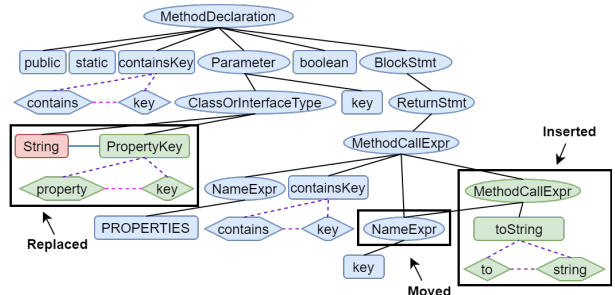 MethodDeclaration
public static containsKey Parameter boolean BlockStmt
contains key ClassOrInterfaceType key ReturnStmt
String PropertyKey MethodCallExpr Inserted
property key NameExpr containsKey MethodCallExpr
Replaced PROPERTIES contains key NameExpr toString
key to string
Moved